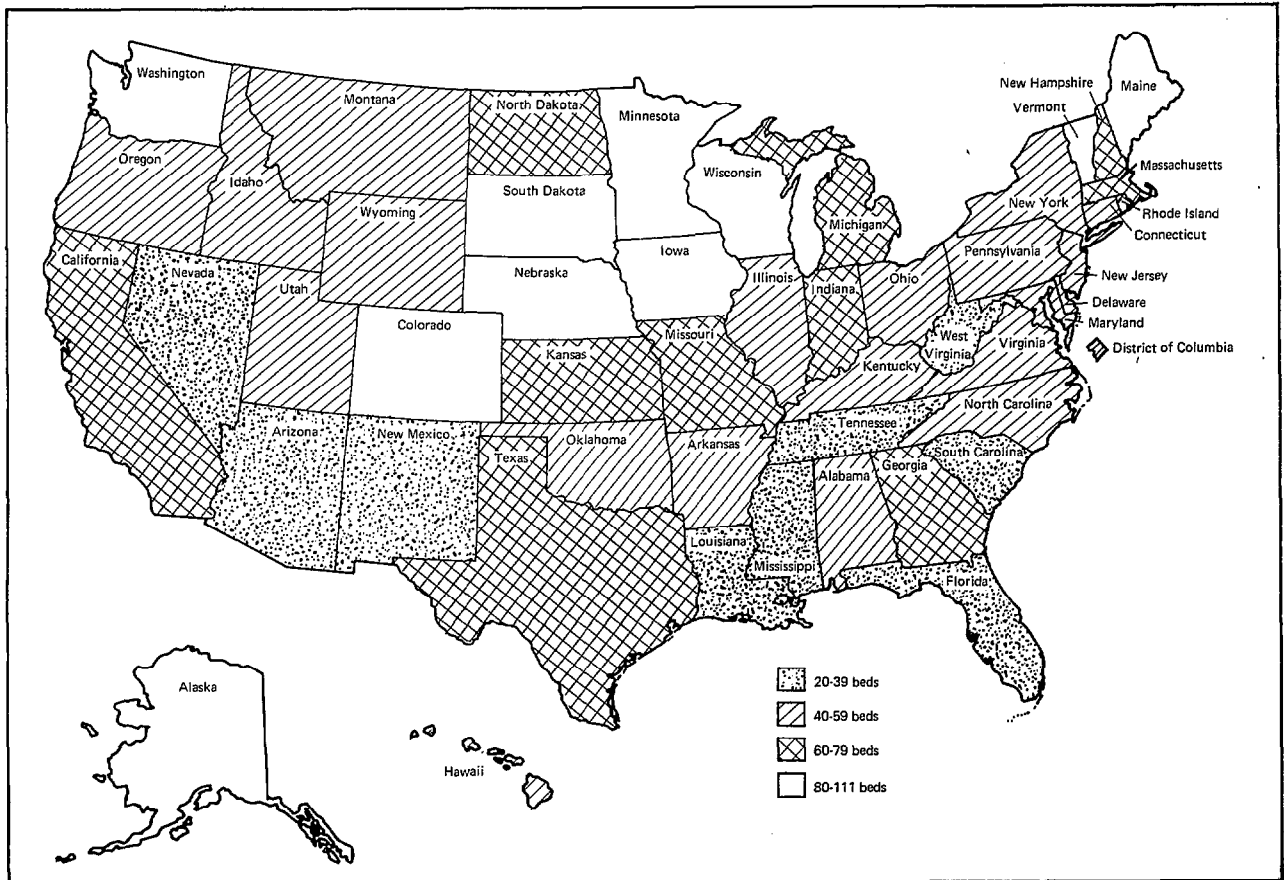 Washington
Montana
North Dakota
Minnesota
New Hampshire
Vermont
Maine
Oregon
Idaho
Wyoming
South Dakota
Wisconsin
Michigan
New York
Massachusetts
Rhode Island
Connecticut
California
Nevada
Utah
Colorado
Nebraska
Iowa
Illinois
Indiana
Ohio
Pennsylvania
New Jersey
Delaware
Maryland
District of Columbia
West
Virginia
Virginia
Kansas
Missouri
Kentucky
North Carolina
Arizona
New Mexico
Texas
Oklahoma
Arkansas
Tennessee
South Carolina
Louisiana
Mississippi
Alabama
Georgia
Florida
Alaska
Hawaii
20-39 beds
40-59 beds
60-79 beds
80-111 beds